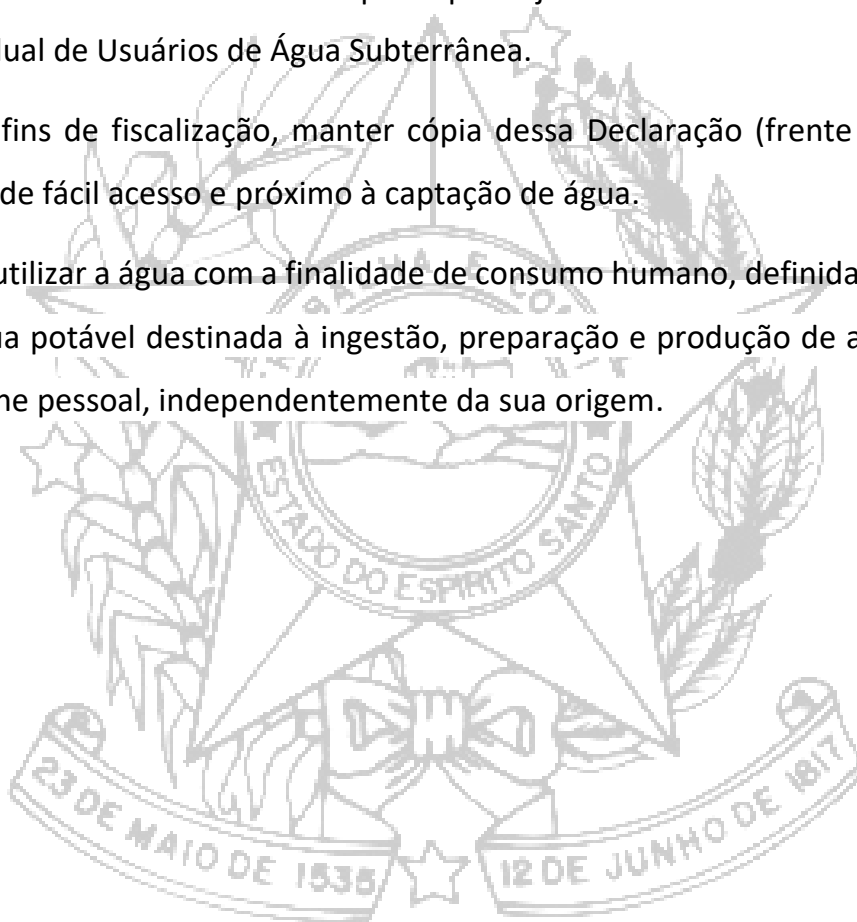 dual de Usuários de Água Subterrânea.
fins de fiscalização, manter cópia dessa Declaração (frente
de fácil acesso e próximo à captação de água.
utilizar a água com a finalidade de consumo humano, definida
potável destinada à ingestão, preparação e produção de a
ne pessoal, independentemente da sua origem.
ESTADO DO ESPIRITO SANTO
23 DE MAIO DE 1535
12 DE JUNHO DE 1817